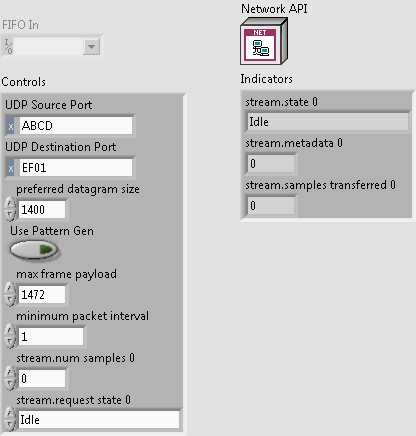 FIFO In
I/O
Controls
UDP Source Port
x ABCD
UDP Destination Port
x EF01
preferred datagram size
1400
Use Pattern Gen
max frame payload
1472
minimum packet interval
1
stream.num samples 0
0
stream.request state 0
Idle
Network API
NET
Indicators
stream.state 0
Idle
stream.metadata 0
0
stream.samples transferred 0
0